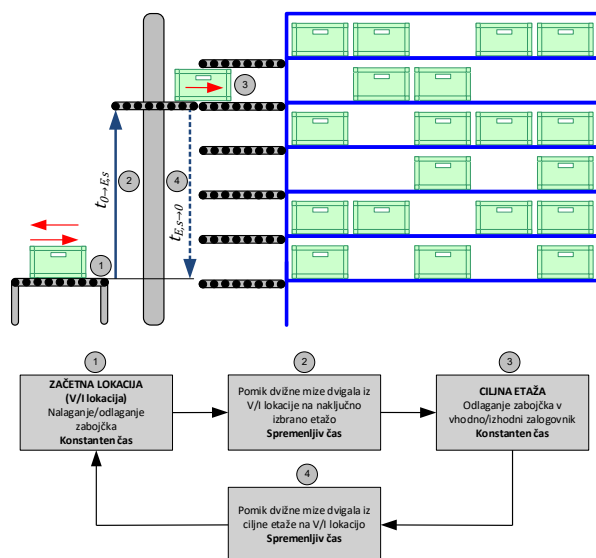 3
t0→E,s
2
4
tE,s→0
1
1
ZAČETNA LOKACIJA
(V/I lokacija)
Nalaganje/odlaganje
zabojčka
Konstanten čas
2
Pomik dvižne mize dvigala iz
V/I lokacije na naključno
izbrano etažo
Spremenljiv čas
3
CILJNA ETAŽA
Odlaganje zabojčka v
vhodno/izhodni zalogovnik
Konstanten čas
4
Pomik dvižne mize dvigala iz
ciljne etaže na V/I lokacijo
Spremenljiv čas